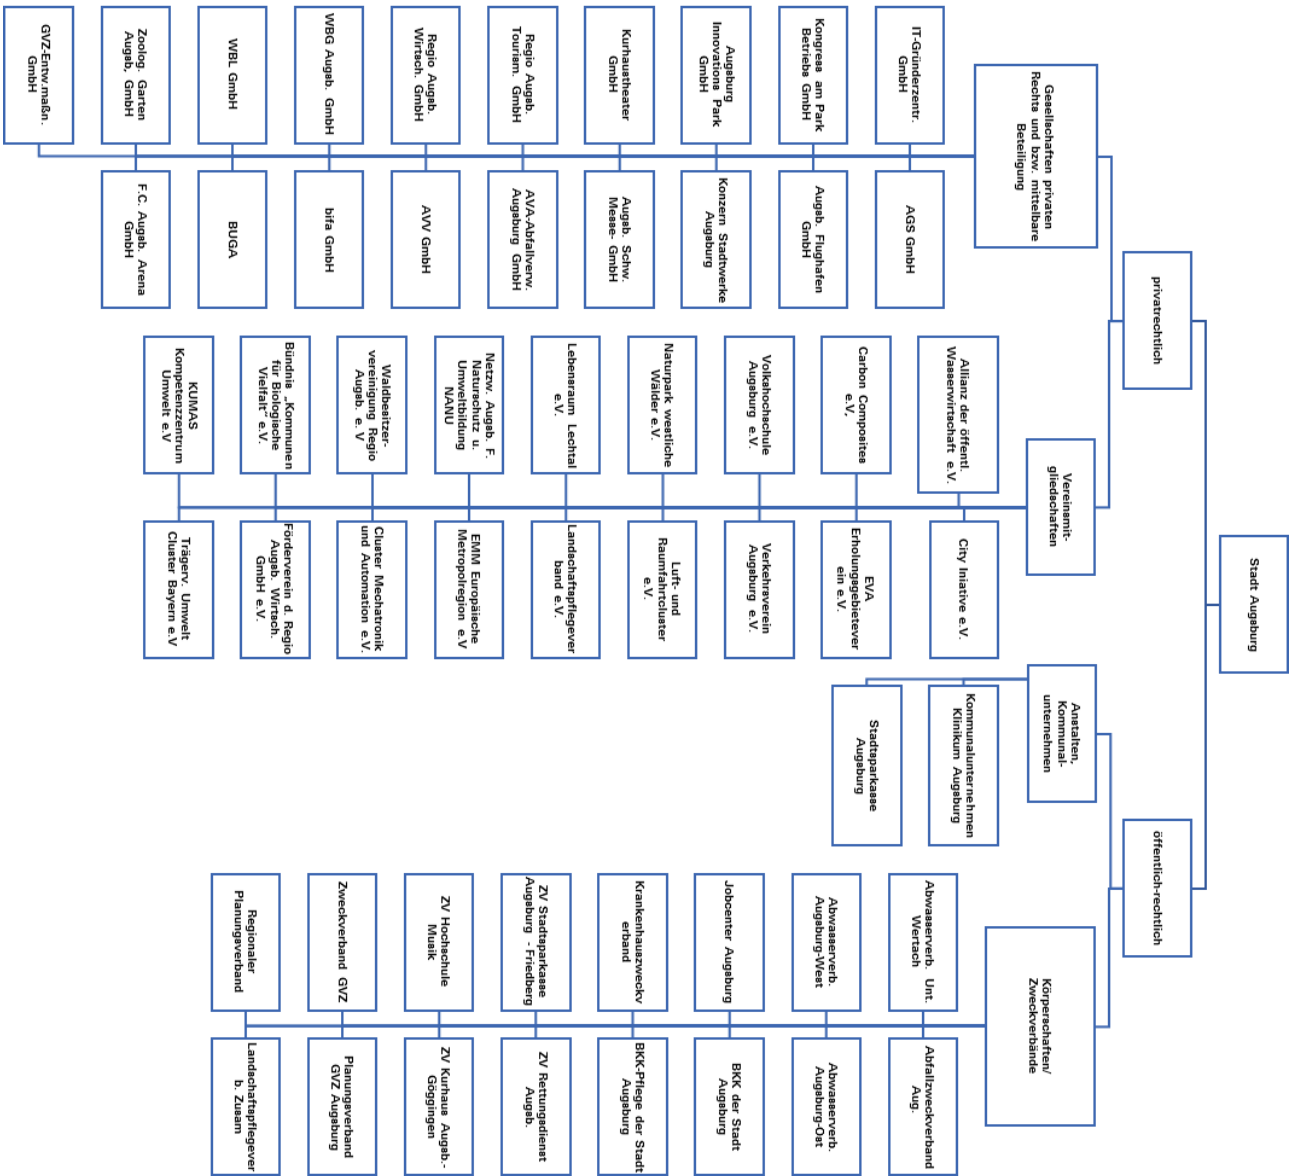 Stadt Augsburg
privatrechtlich
öffentlich-rechtlich
Gesellschaften privaten
Rechts und bzw. mittelbare
Beteiligung
IT-Gründerzentr.
GmbH
AGS GmbH
Kongress am Park
Betriebs GmbH
Augsb. Flughafen
GmbH
Augsburg
Innovations Park
GmbH
Konzern Stadtwerke
Augsburg
Kurhaustheater
GmbH
Augsb. Schw.
Messe- GmbH
Regio Augsb.
Tourism. GmbH
AVA-Abfallverw.
Augsburg GmbH
Regio Augsb.
Wirtsch. GmbH
AVV GmbH
WBG Augsb. GmbH
bifa GmbH
WBL GmbH
BUGA
Zoolog. Garten
Augsb, GmbH
F.C. Augsb. Arena
GmbH
GVZ-Entw.maßn.
GmbH
Vereinsmit-
gliedschaften
Allianz der öffentl.
Wasserwirtschaft e.V.
City Iniative e.V.
Carbon Composites
e.V,
EVA
Erholungsgebietever
ein e.V.
Volkshochschule
Augsburg e.V.
Verkehrsverein
Augsburg e.V.
Naturpark westliche
Wälder e.V.
Luft- und
Raumfahrtcluster
e.V.
Lebensraum Lechtal
e.V.
Landschaftspflegever
band e.V.
Netzw. Augsb. F.
Naturschutz u.
Umweltbildung
NANU
EMM Europäische
Metropolregion e.V
Waldbesitzer-
vereinigung Regio
Augsb. e. V
Cluster Mechatronik
und Automation e.V.
Bündnis „Kommunen
für Biologische
Vielfalt“ e.V.
Förderverein d. Regio
Augsb. Wirtsch.
GmbH e.V.
KUMAS
Kompetenzzentrum
Umwelt e.V
Trägerv. Umwelt
Cluster Bayern e.V
Anstalten,
Kommunal-
unternehmen
Kommunalunternehmen
Klinikum Augsburg
Stadtsparkasse
Augsburg
Körperschaften/
Zweckverbände
Abwasserverb. Unt.
Wertach
Abfallzweckverband
Aug.
Abwasserverb.
Augsburg-West
Abwasserverb.
Augsburg-Ost
Jobcenter Augsburg
BKK der Stadt
Augsburg
Krankenhauszweckv
erband
BKK-Pflege der Stadt
Augsburg
ZV Stadtsparkasse
Augsburg - Friedberg
ZV Rettungsdienst
Augsb.
ZV Hochschule
Musik
ZV Kurhaus Augsb.-
Göggingen
Zweckverband GVZ
Planungsverband
GVZ Augsburg
Regionaler
Planungsverband
Landschaftspflegever
b. Zusam